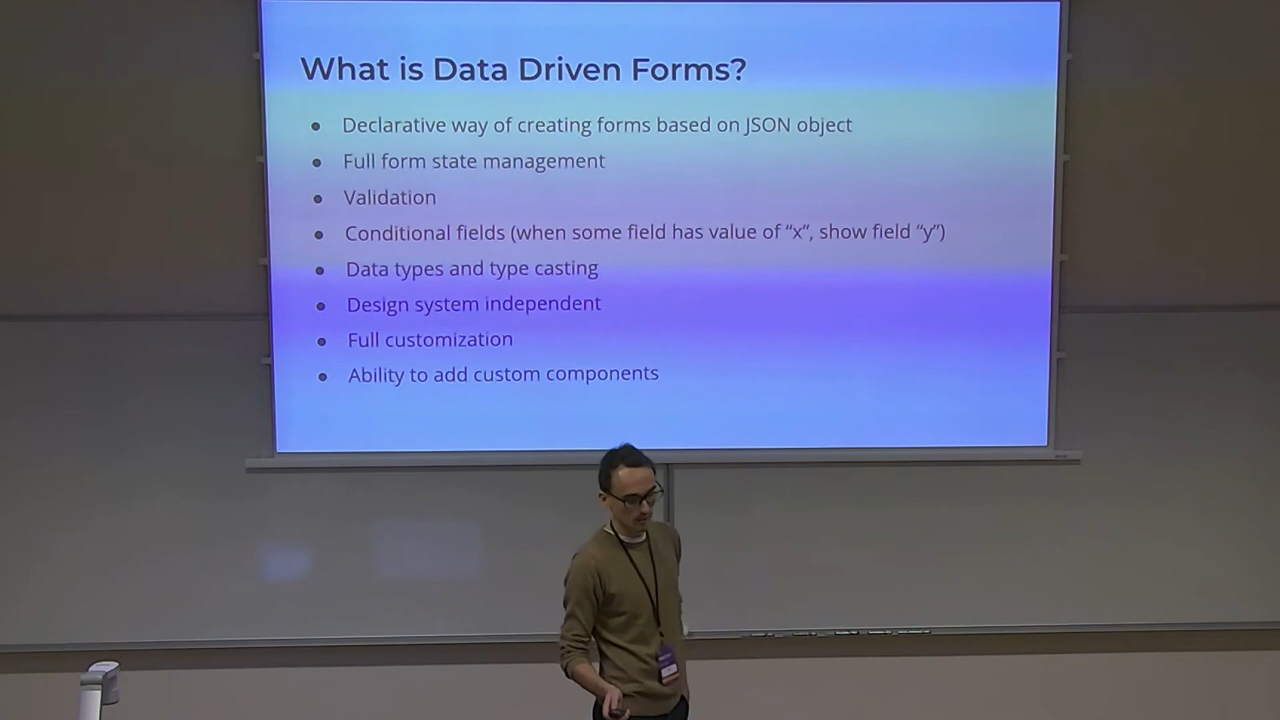 What is Data Driven Forms?
● Declarative way of creating forms based on JSON object
● Full form state management
● Validation
● Conditional fields (when some field has value of “x”, show field “y”)
● Data types and type casting
● Design system independent
● Full customization
● Ability to add custom components